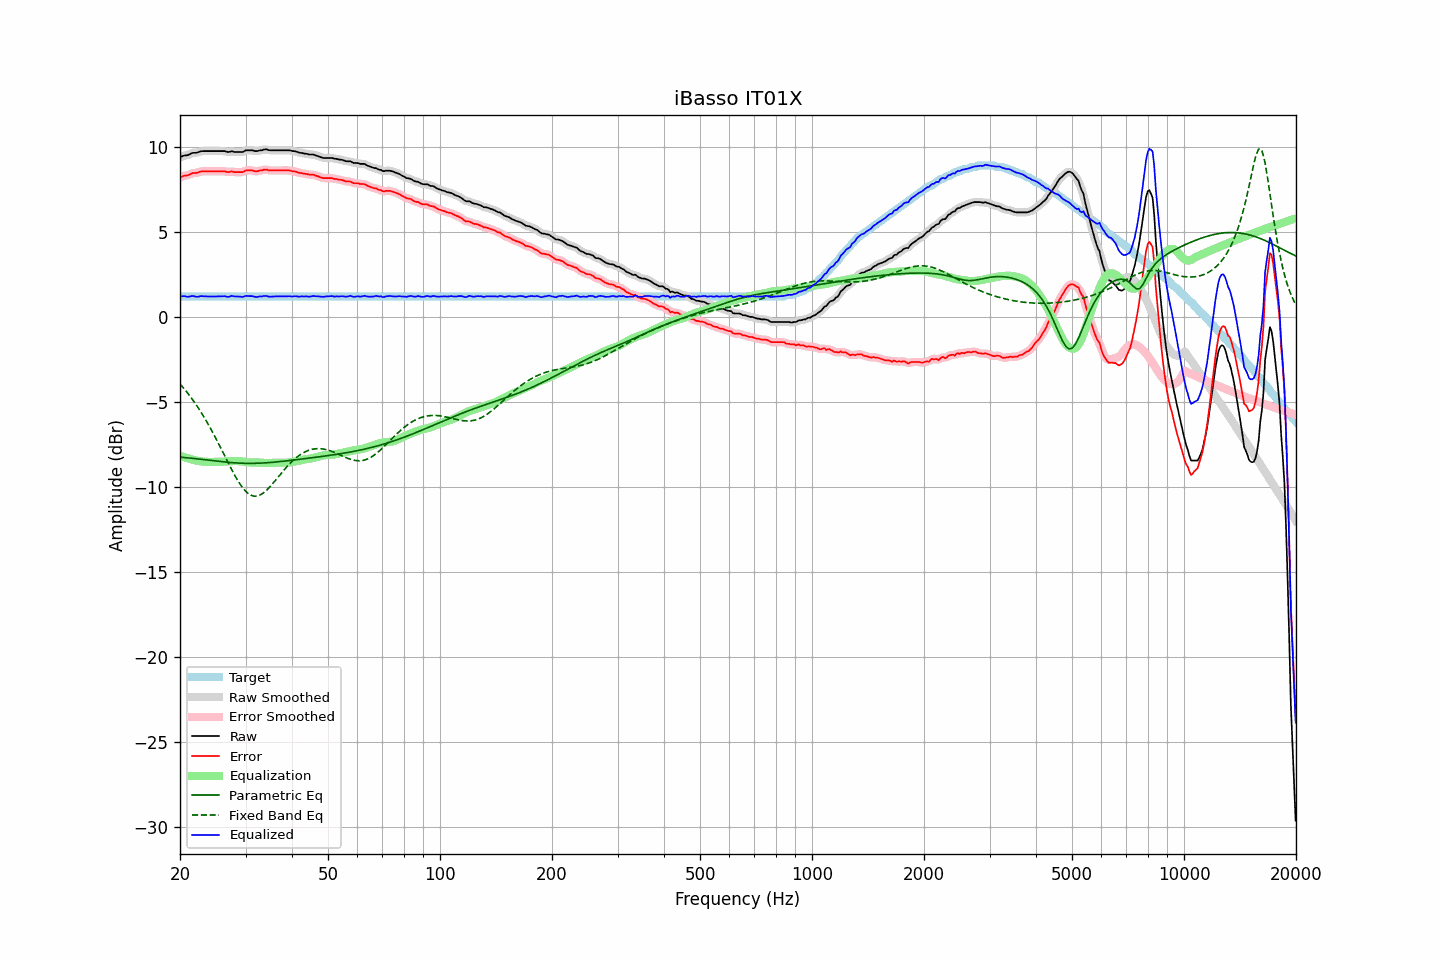 iBasso IT01X
Amplitude (dBr)
10
5
0
−5
−10
−15
−20
−25
−30
Target
Raw Smoothed
Error Smoothed
Raw
Error
Equalization
Parametric Eq
Fixed Band Eq
Equalized
20 50 100 200 500 1000 2000 5000 10000 20000
Frequency (Hz)